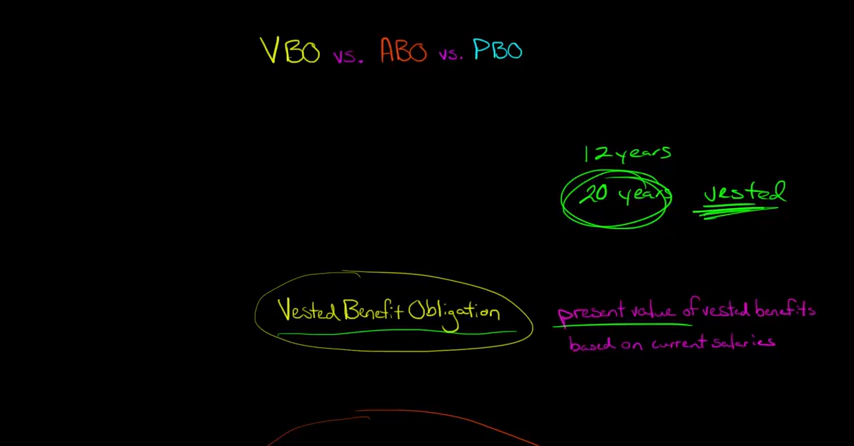 VBO vs. ABO vs. PBO
12 years
20 years vested
Vested Benefit Obligation
present value of vested benefits
based on current salaries